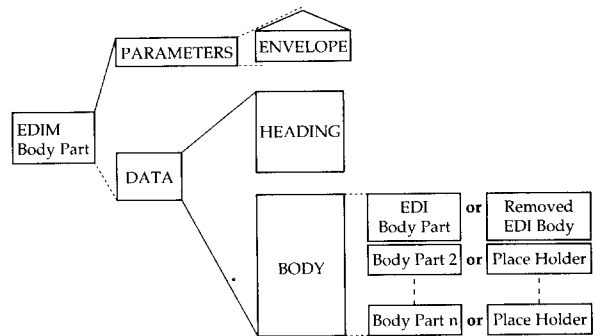 ENVELOPE
PARAMETERS
EDIM
Body Part
HEADING
DATA
EDI
Body Part
or
Removed
EDI Body
Body Part 2 or Place Holder
BODY
Body Part n or Place Holder